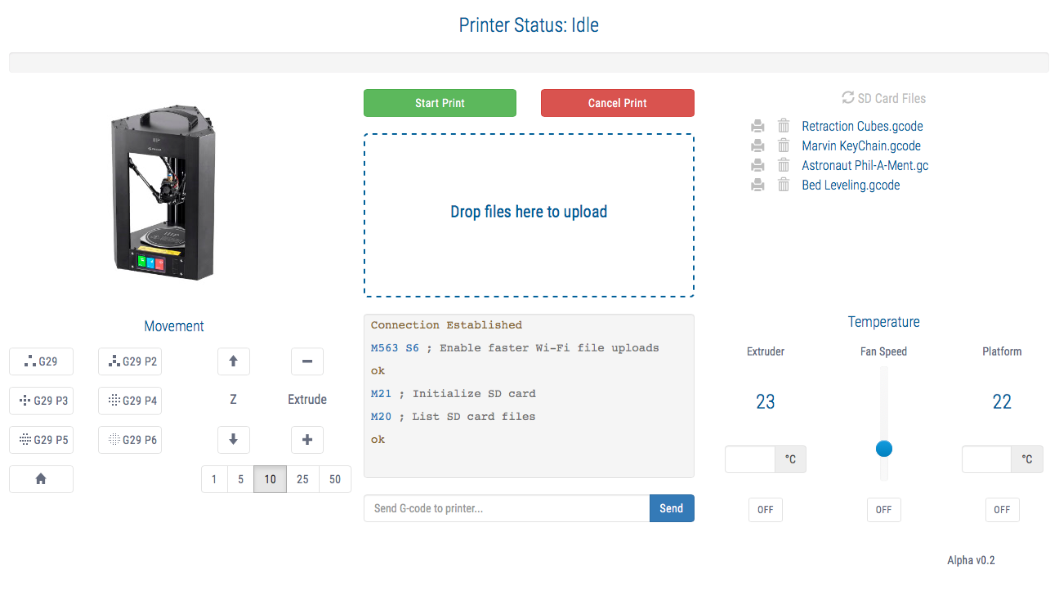 Printer Status: Idle
Start Print
Cancel Print
SD Card Files
Retraction Cubes.gcode
Marvin KeyChain.gcode
Astronaut Phil-A-Ment.gc
Bed Leveling.gcode
Drop files here to upload
Movement
G29
G29 P2
G29 P3
G29 P4
Z
Extrude
G29 P5
G29 P6
1
5
10
25
50
Connection Established
M563 S6 ; Enable faster Wi-Fi file uploads
ok
M21 ; Initialize SD card
M20 ; List SD card files
ok
Send G-code to printer...
Send
Temperature
Extruder
Fan Speed
Platform
23
22
°C
°C
OFF
OFF
OFF
Alpha v0.2